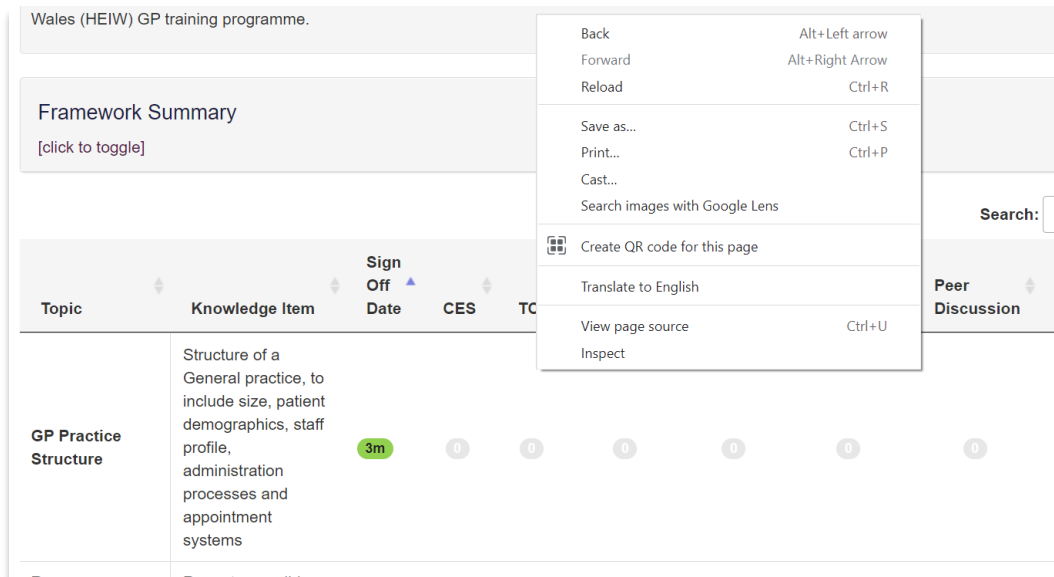 Wales (HEIW) GP training programme.
Framework Summary
[click to toggle]
Back Alt+Left arrow
Forward Alt+Right Arrow
Reload Ctrl+R
Save as... Ctrl+S
Print... Ctrl+P
Cast...
Search images with Google Lens
Create QR code for this page
Translate to English
View page source Ctrl+U
Inspect
Search:
Topic
Knowledge Item
Sign
Off
Date
CES
Peer
Discussion
GP Practice
Structure
Structure of a
General practice, to
include size, patient
demographics, staff
profile,
administration
processes and
appointment
systems
3m 0 0 0 0 0 0